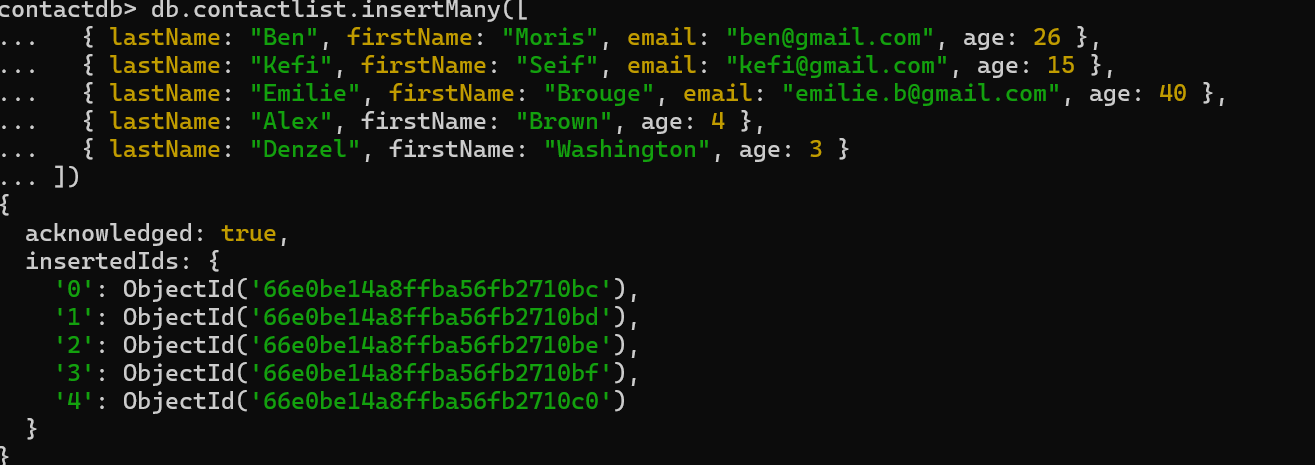 contactdb> db.contactlist.insertMany([
...   { lastName: "Ben", firstName: "Moris", email: "ben@gmail.com", age: 26 },
...   { lastName: "Kefi", firstName: "Seif", email: "kefi@gmail.com", age: 15 },
...   { lastName: "Emilie", firstName: "Brouge", email: "emilie.b@gmail.com", age: 40 },
...   { lastName: "Alex", firstName: "Brown", age: 4 },
...   { lastName: "Denzel", firstName: "Washington", age: 3 }
... ])
{
  acknowledged: true,
  insertedIds: {
    '0': ObjectId('66e0be14a8ffba56fb2710bc'),
    '1': ObjectId('66e0be14a8ffba56fb2710bd'),
    '2': ObjectId('66e0be14a8ffba56fb2710be'),
    '3': ObjectId('66e0be14a8ffba56fb2710bf'),
    '4': ObjectId('66e0be14a8ffba56fb2710c0')
  }
}